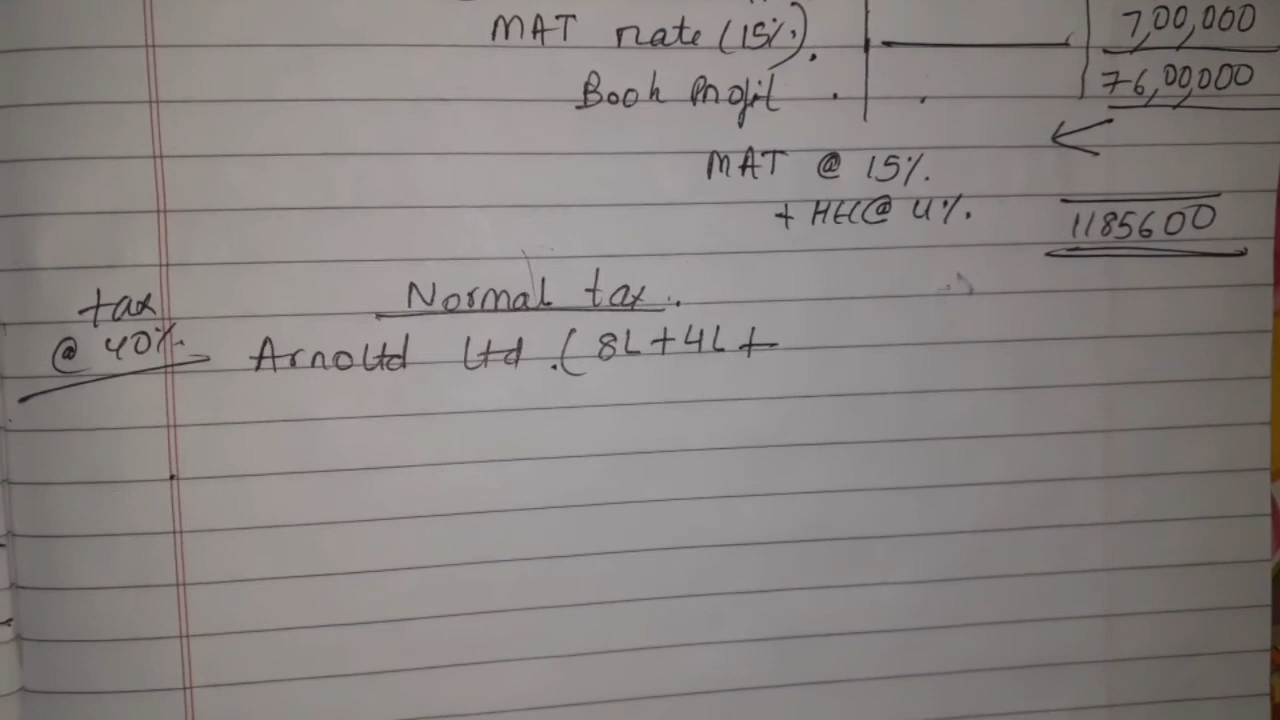 MAT rate (15%). 7,00,000
Book Profit. 76,00,000
MAT @ 15%.
+ HEC@ 4%. 1185600
Normal tax.
tax
@ 40% Arnoltd Ltd.(8L+4L+